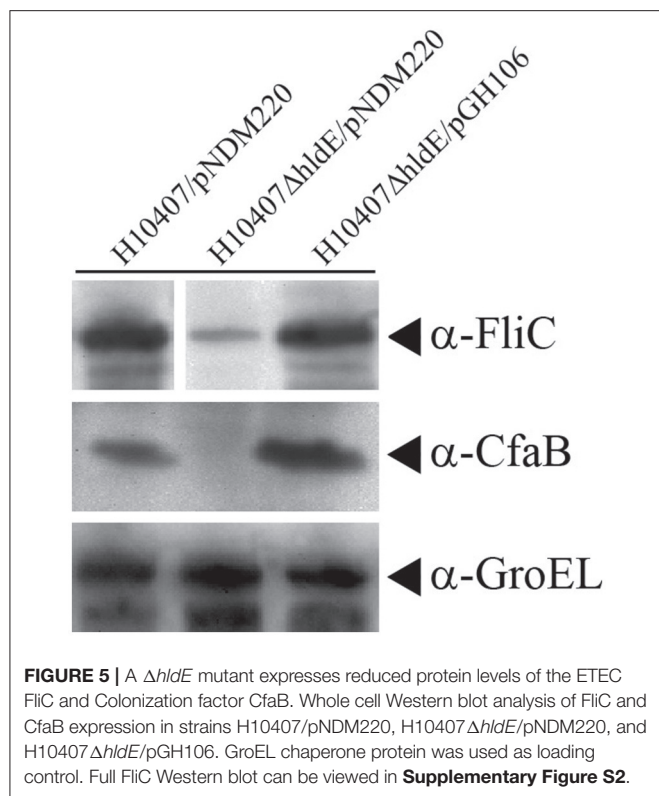 H10407/pNDM220
H10407ΔhldE/pNDM220
H10407ΔhldE/pGH106
α-FliC
α-CfaB
α-GroEL
FIGURE 5 | A ΔhldE mutant expresses reduced protein levels of the ETEC
FliC and Colonization factor CfaB. Whole cell Western blot analysis of FliC and
CfaB expression in strains H10407/pNDM220, H10407ΔhldE/pNDM220, and
H10407ΔhldE/pGH106. GroEL chaperone protein was used as loading
control. Full FliC Western blot can be viewed in Supplementary Figure S2.